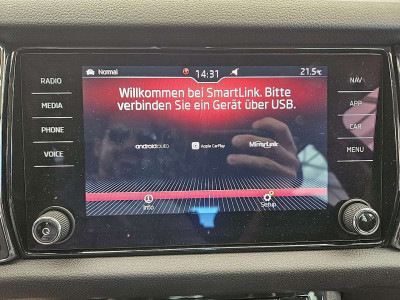 RADIO
MEDIA
PHONE
VOICE
Normal
14:31
21.5°C
Willkommen bei SmartLink. Bitte
verbinden Sie ein Gerät über USB.
androidauto
Apple CarPlay
MirrorLink
Info
Setup
NAV
APP
CAR
MENU